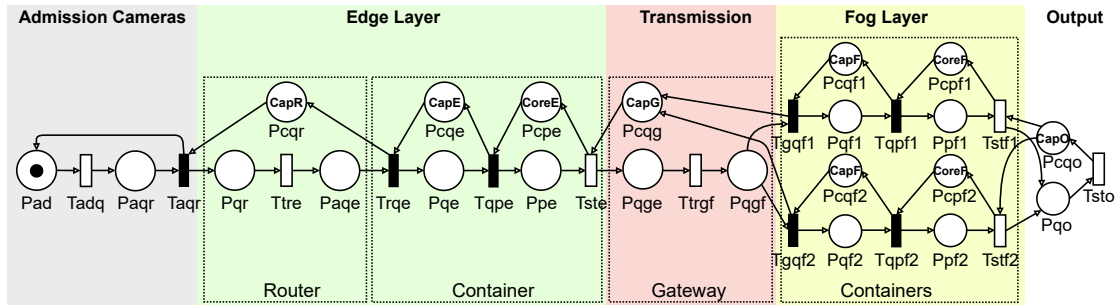 Admission Cameras
Edge Layer
Transmission
Fog Layer
Output
CapF
CoreF
Pcqf1
Pcpf1
CapR
CapE
CoreE
CapG
Pcqr
Pcqe
Pcpe
Pcqg
Tgqf1
Pqf1
Tqpf1
Ppf1
Tstf1
CapO
Pcqo
Pad
Tadq
Paqr
Taqr
Pqr
Ttre
Paqe
Trqe
Pqe
Tqpe
Ppe
Tste
Pqge
Ttrgf
Pqgf
CapF
CoreF
Pcqf2
Pcpf2
Tsto
Pqo
Tgqf2
Pqf2
Tqpf2
Ppf2
Tstf2
Router
Container
Gateway
Containers